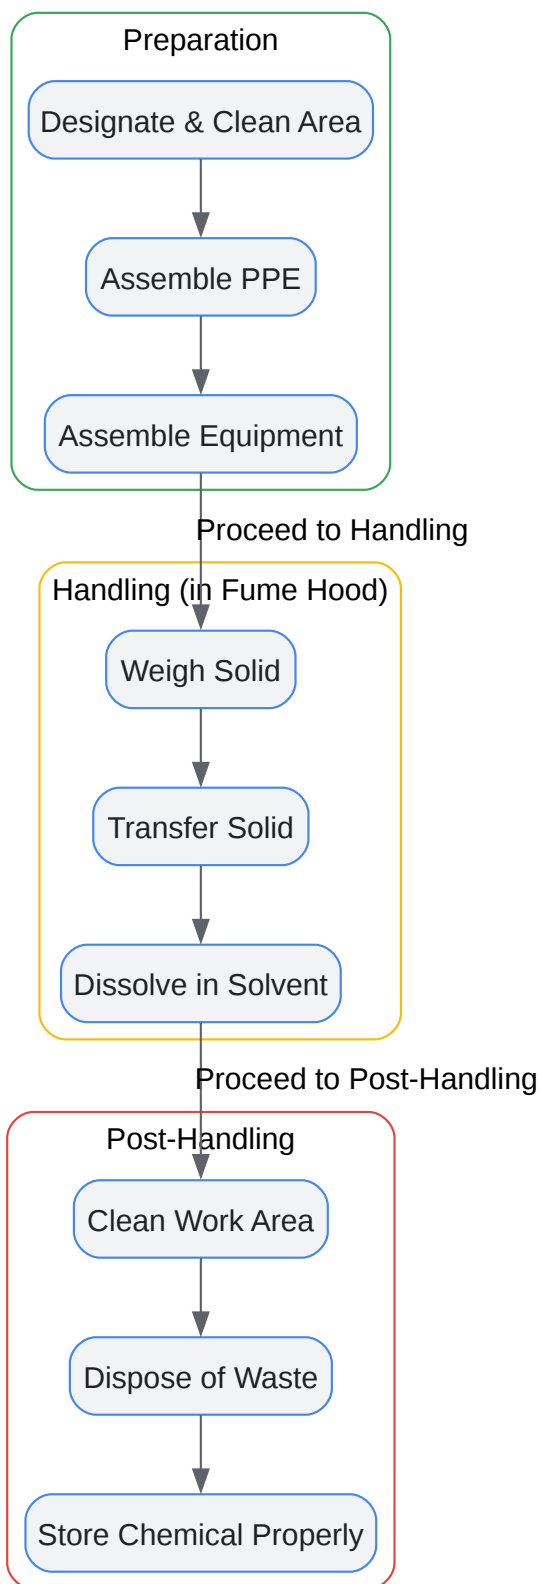 Preparation
Designate & Clean Area
Assemble PPE
Assemble Equipment
Proceed to Handling
Handling (in Fume Hood)
Weigh Solid
Transfer Solid
Dissolve in Solvent
Proceed to Post-Handling
Post-Handling
Clean Work Area
Dispose of Waste
Store Chemical Properly